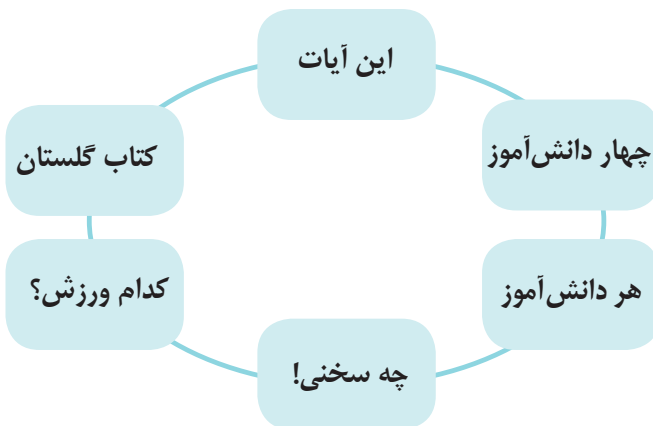 این آیات
چهار دانش‌آموز
کتاب گلستان
هر دانش‌آموز
کدام ورزش؟
چه سخنی!